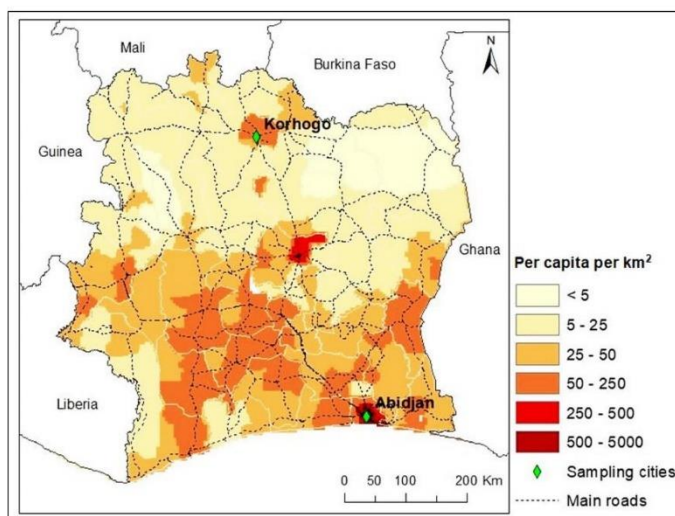 Mali
Burkina Faso
N
Korhogo
Guinea
Ghana
Liberia
Abidjan
0 50 100 200 Km
Per capita per km²
< 5
5 - 25
25 - 50
50 - 250
250 - 500
500 - 5000
Sampling cities
Main roads